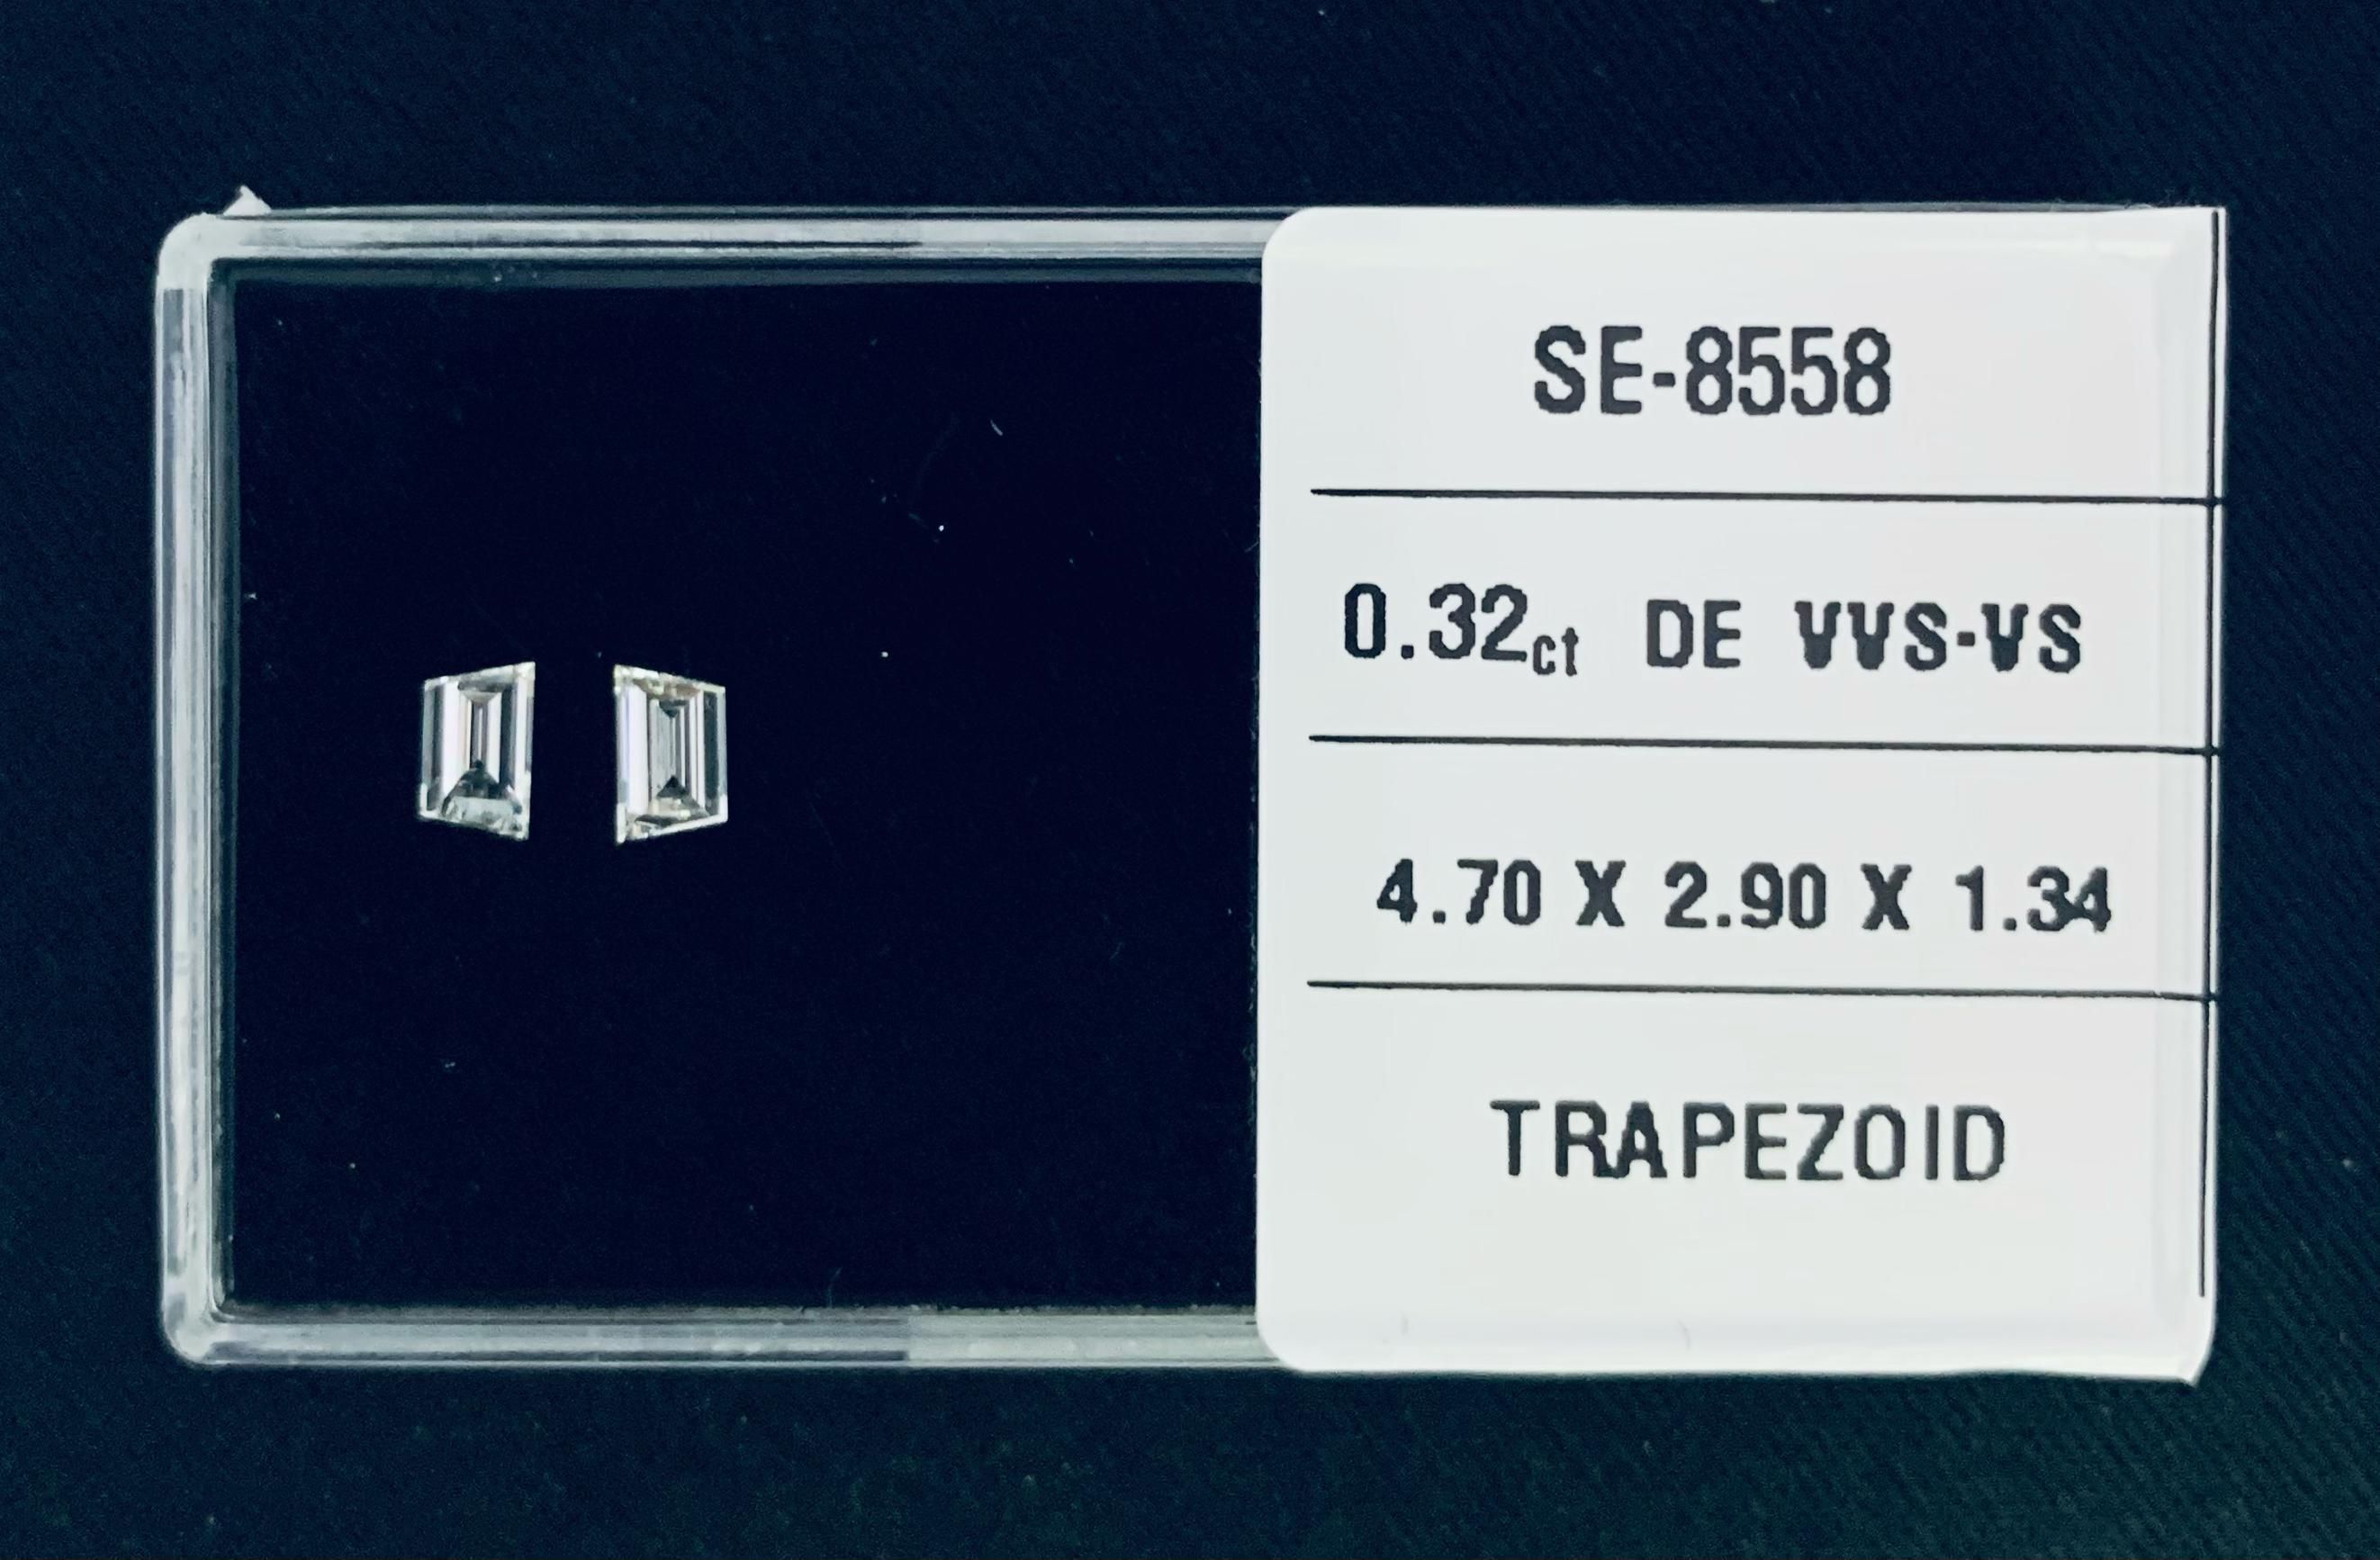 SE-8558
0.32ct DE VVS-VS
4.70 X 2.90 X 1.34
TRAPEZOID